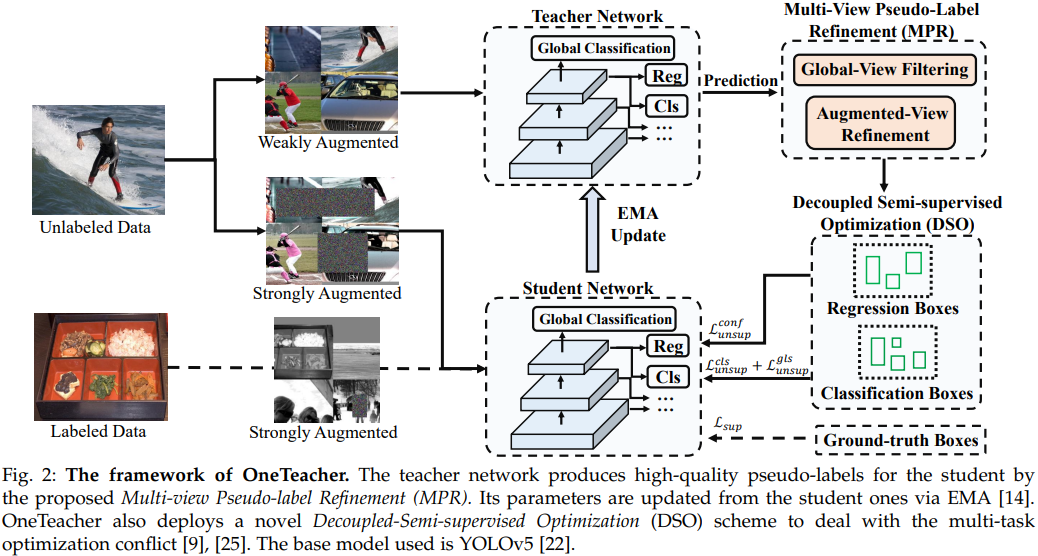 Teacher Network
Global Classification
Reg
Cls
...
...
Prediction
Multi-View Pseudo-Label
Refinement (MPR)
Global-View Filtering
Augmented-View
Refinement
Weakly Augmented
Unlabeled Data
Strongly Augmented
EMA
Update
Decoupled Semi-supervised
Optimization (DSO)
Regression Boxes
Classification Boxes
Student Network
Global Classification
Reg
Cls
...
...
ℒ_{unsup}^{conf}
ℒ_{unsup}^{cls} + ℒ_{unsup}^{gls}
ℒ_{sup}
Ground-truth Boxes
Labeled Data
Strongly Augmented
Fig. 2: The framework of OneTeacher. The teacher network produces high-quality pseudo-labels for the student by
the proposed Multi-view Pseudo-label Refinement (MPR). Its parameters are updated from the student ones via EMA [14].
OneTeacher also deploys a novel Decoupled-Semi-supervised Optimization (DSO) scheme to deal with the multi-task
optimization conflict [9], [25]. The base model used is YOLOv5 [22].